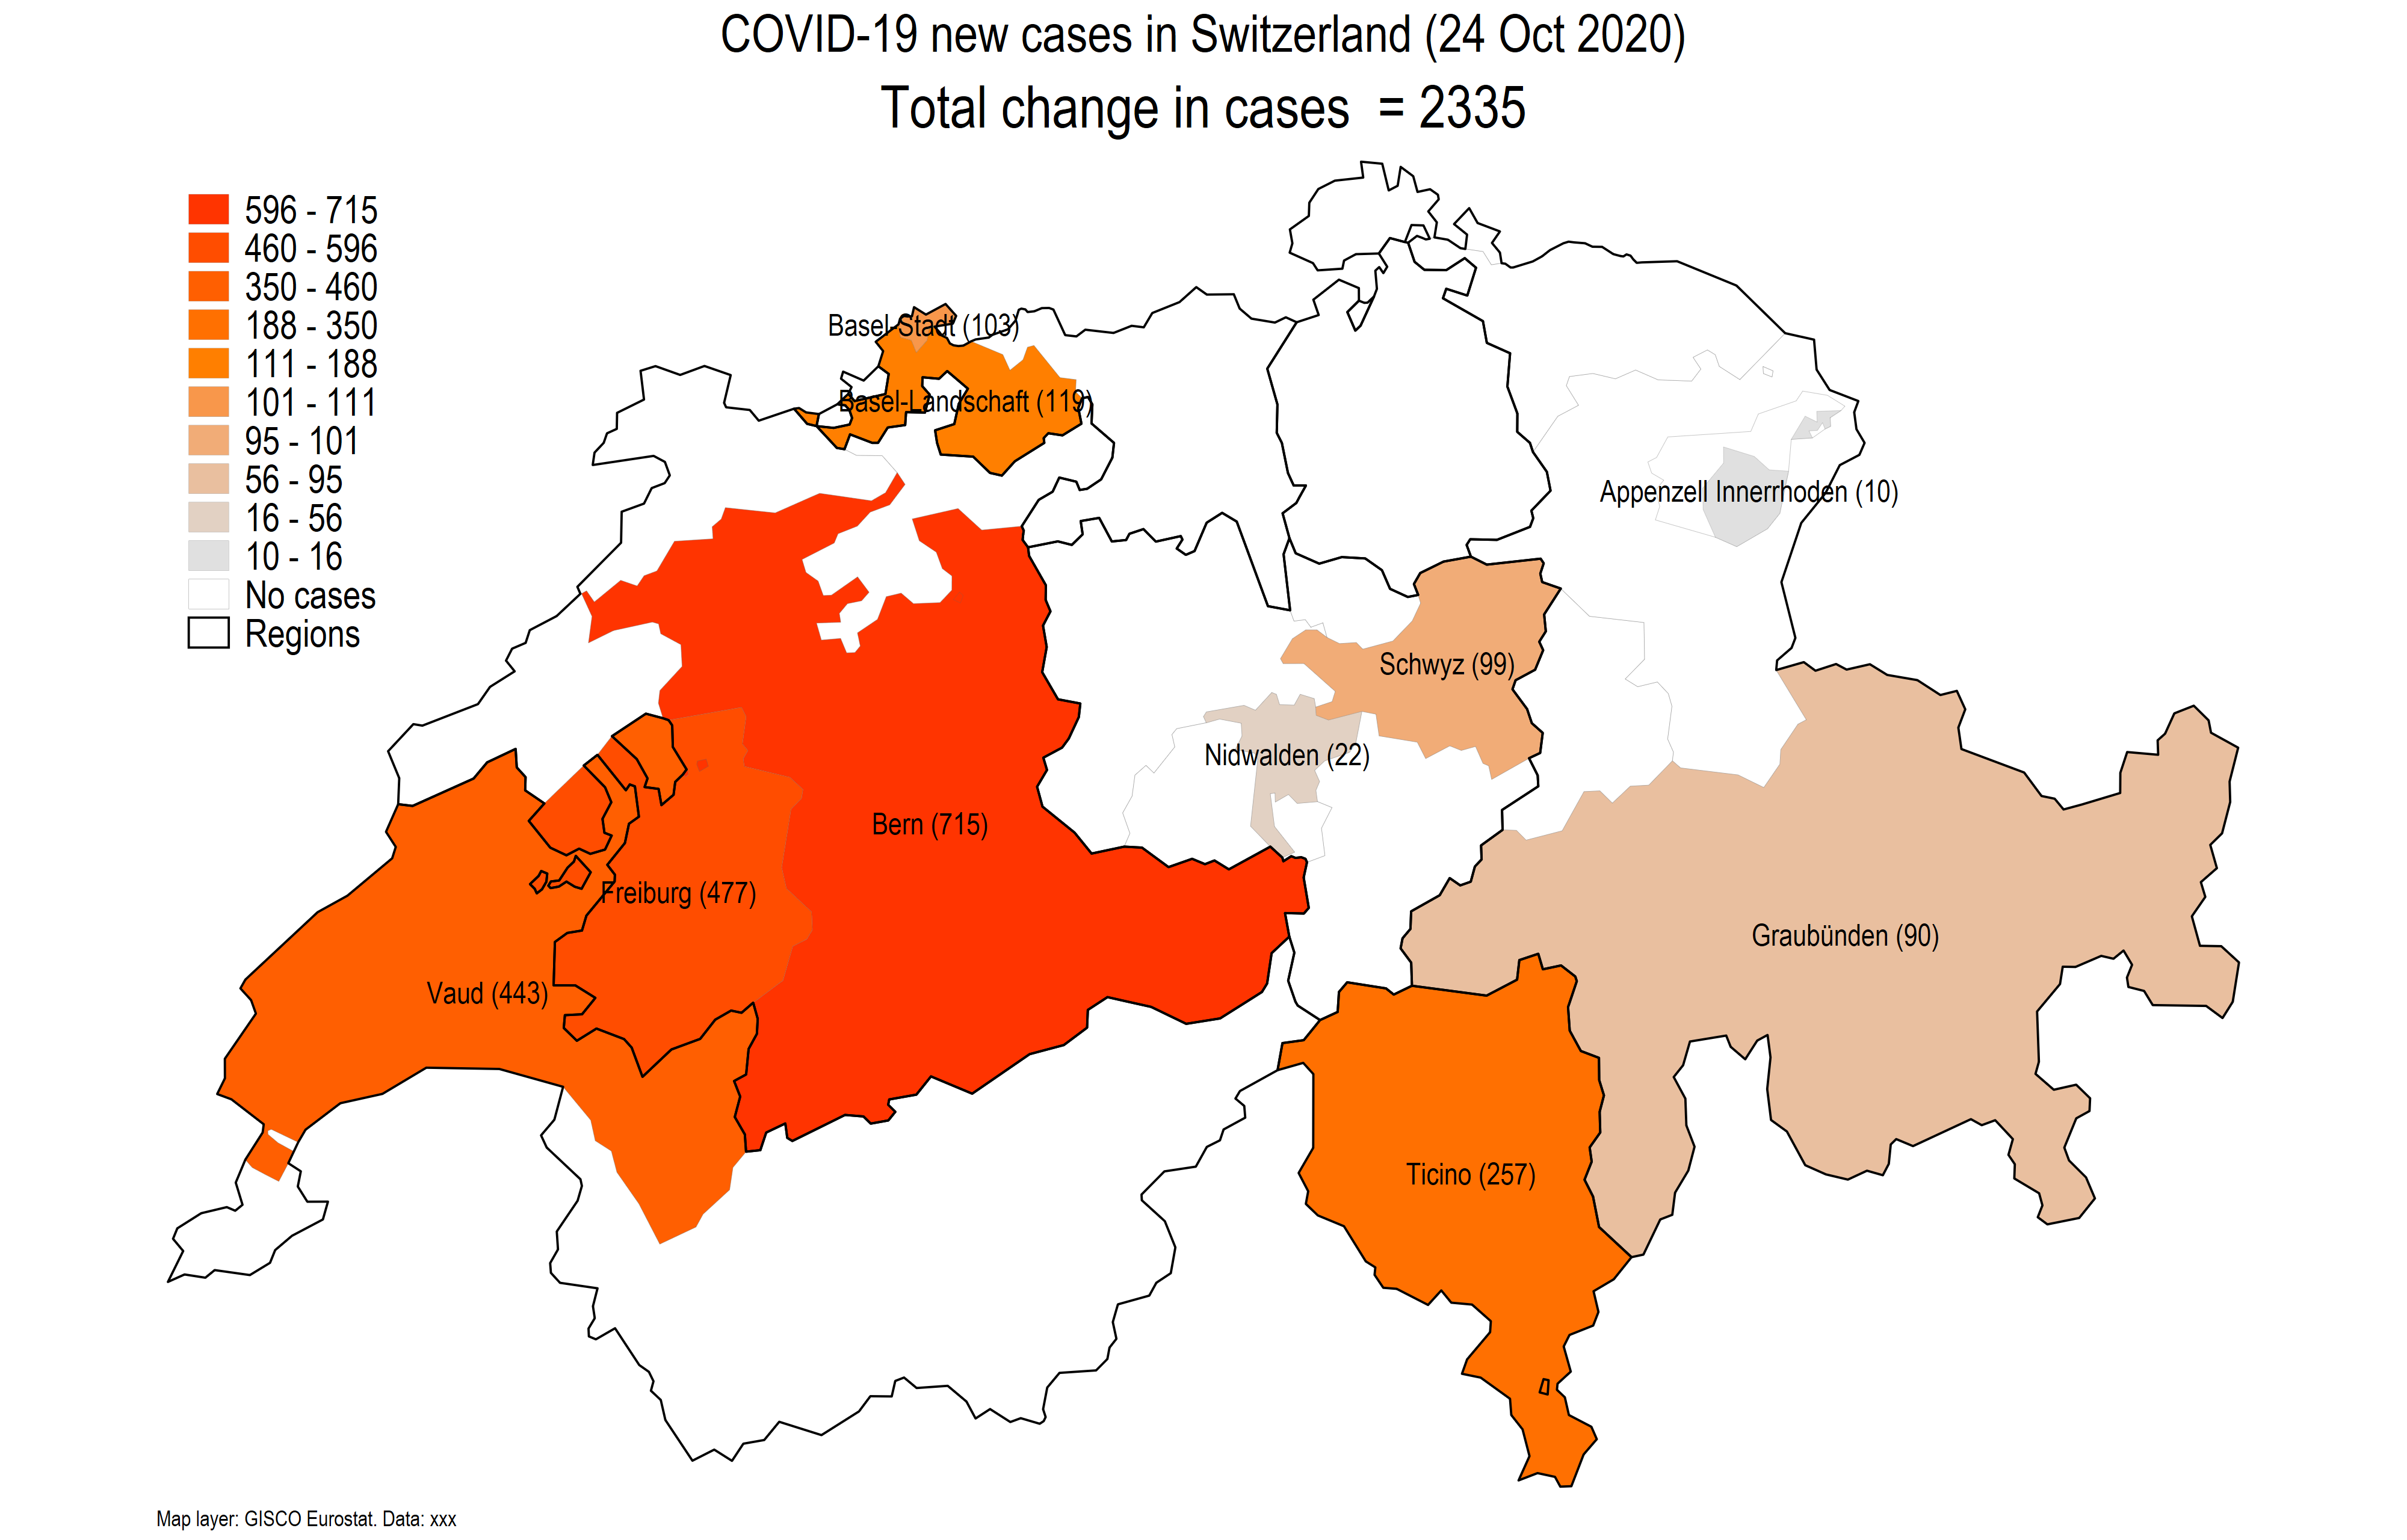 COVID-19 new cases in Switzerland (24 Oct 2020)
Total change in cases = 2335
596 - 715
460 - 596
350 - 460
188 - 350
111 - 188
101 - 111
95 - 101
56 - 95
16 - 56
10 - 16
No cases
Regions
Basel-Stadt (103)
Basel-Landschaft (119)
Appenzell Innerrhoden (10)
Schwyz (99)
Nidwalden (22)
Bern (715)
Freiburg (477)
Graubünden (90)
Vaud (443)
Ticino (257)
Map layer: GISCO Eurostat. Data: xxx